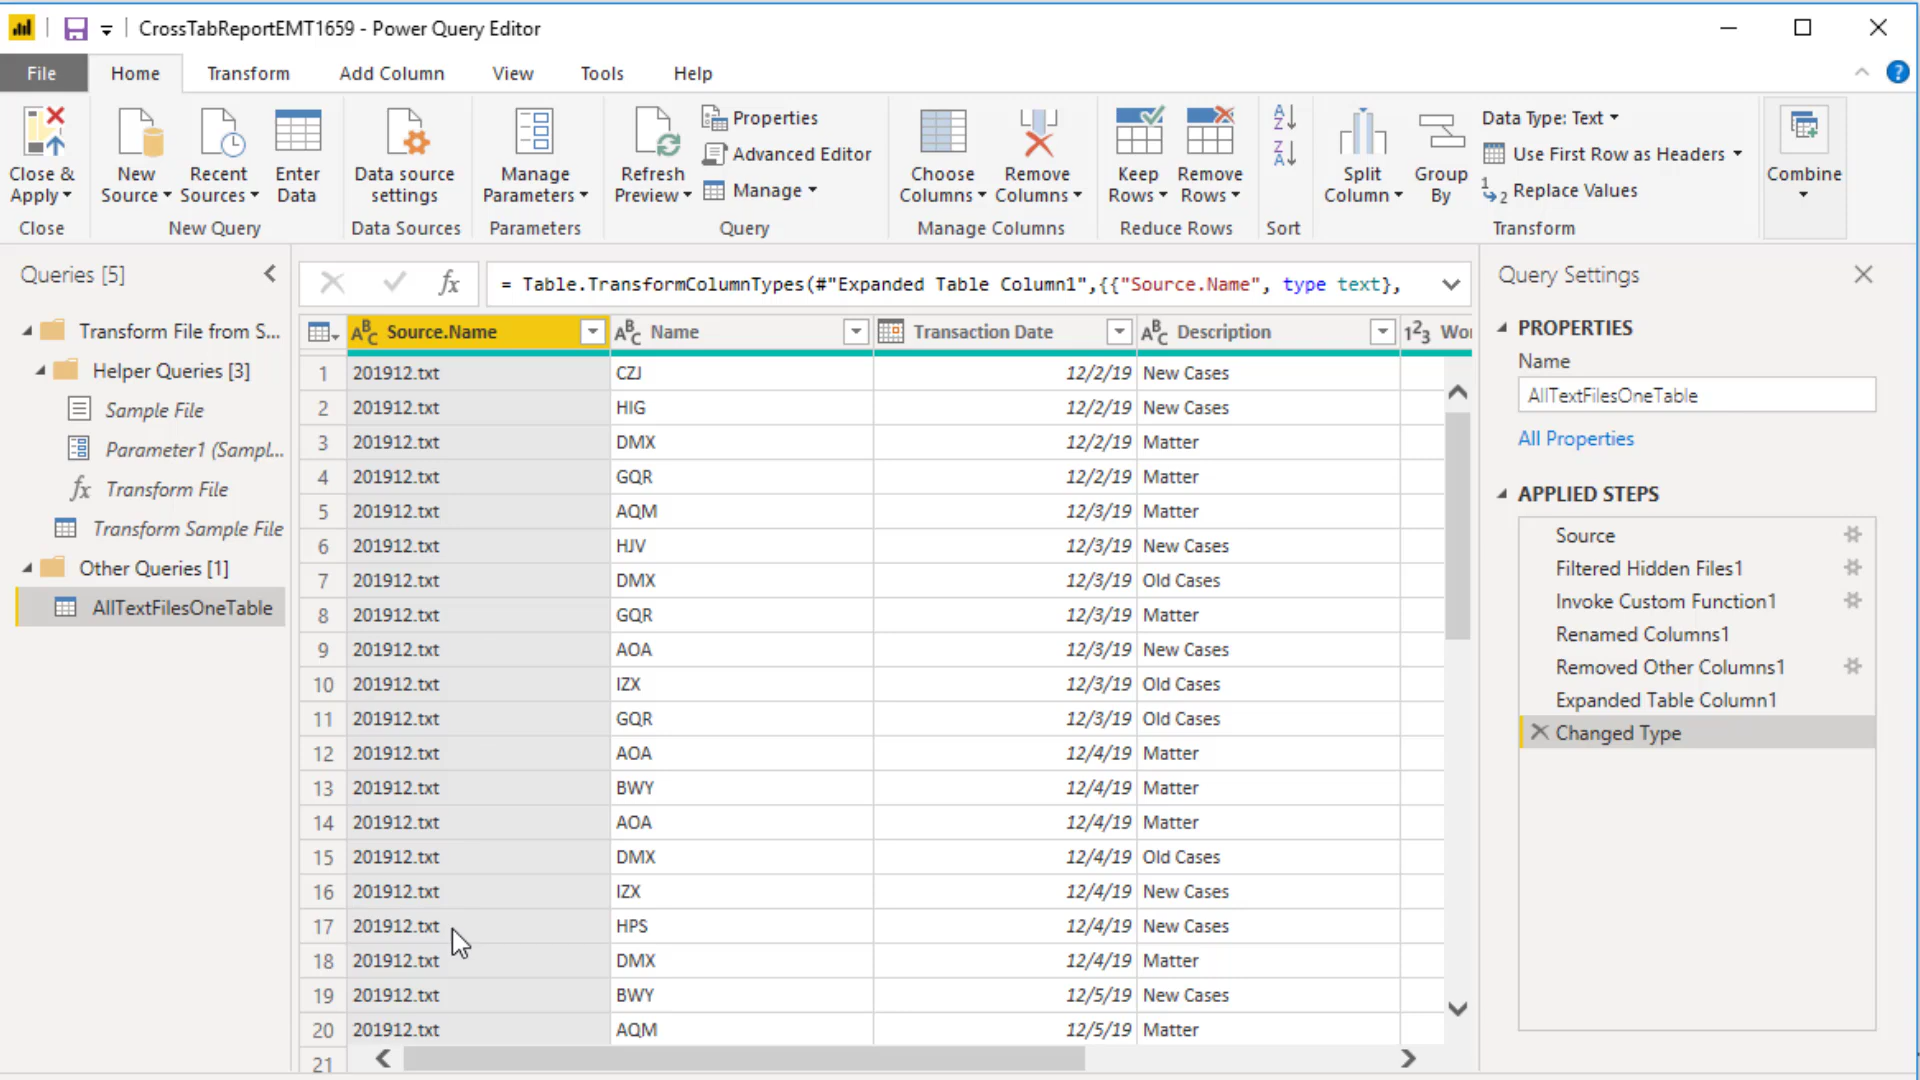 CrossTabReportEMT1659 - Power Query Editor
File Home Transform Add Column View Tools Help
Close & Apply
New Source
Recent Sources
Enter Data
Data source settings
Manage Parameters
Refresh Preview
Properties
Advanced Editor
Manage
Choose Columns
Remove Columns
Keep Rows
Remove Rows
Split Column
Group By
Data Type: Text
Use First Row as Headers
Replace Values
Combine
Close New Query Data Sources Parameters Query Manage Columns Reduce Rows Sort Transform
Queries [5]
Transform File from S...
Helper Queries [3]
Sample File
Parameter1 (Sampl...
fx Transform File
Transform Sample File
Other Queries [1]
AllTextFilesOneTable
fx = Table.TransformColumnTypes(#"Expanded Table Column1",{{"Source.Name", type text},
ABC Source.Name ABC Name Transaction Date ABC Description 123 Wor
1 201912.txt CZJ 12/2/19 New Cases
2 201912.txt HIG 12/2/19 New Cases
3 201912.txt DMX 12/2/19 Matter
4 201912.txt GQR 12/2/19 Matter
5 201912.txt AQM 12/3/19 Matter
6 201912.txt HJV 12/3/19 New Cases
7 201912.txt DMX 12/3/19 Old Cases
8 201912.txt GQR 12/3/19 Matter
9 201912.txt AOA 12/3/19 New Cases
10 201912.txt IZX 12/3/19 Old Cases
11 201912.txt GQR 12/3/19 Old Cases
12 201912.txt AOA 12/4/19 Matter
13 201912.txt BWY 12/4/19 Matter
14 201912.txt AOA 12/4/19 Matter
15 201912.txt DMX 12/4/19 Old Cases
16 201912.txt IZX 12/4/19 New Cases
17 201912.txt HPS 12/4/19 New Cases
18 201912.txt DMX 12/4/19 Matter
19 201912.txt BWY 12/5/19 New Cases
20 201912.txt AQM 12/5/19 Matter
21
Query Settings
PROPERTIES
Name
AllTextFilesOneTable
All Properties
APPLIED STEPS
Source
Filtered Hidden Files1
Invoke Custom Function1
Renamed Columns1
Removed Other Columns1
Expanded Table Column1
Changed Type